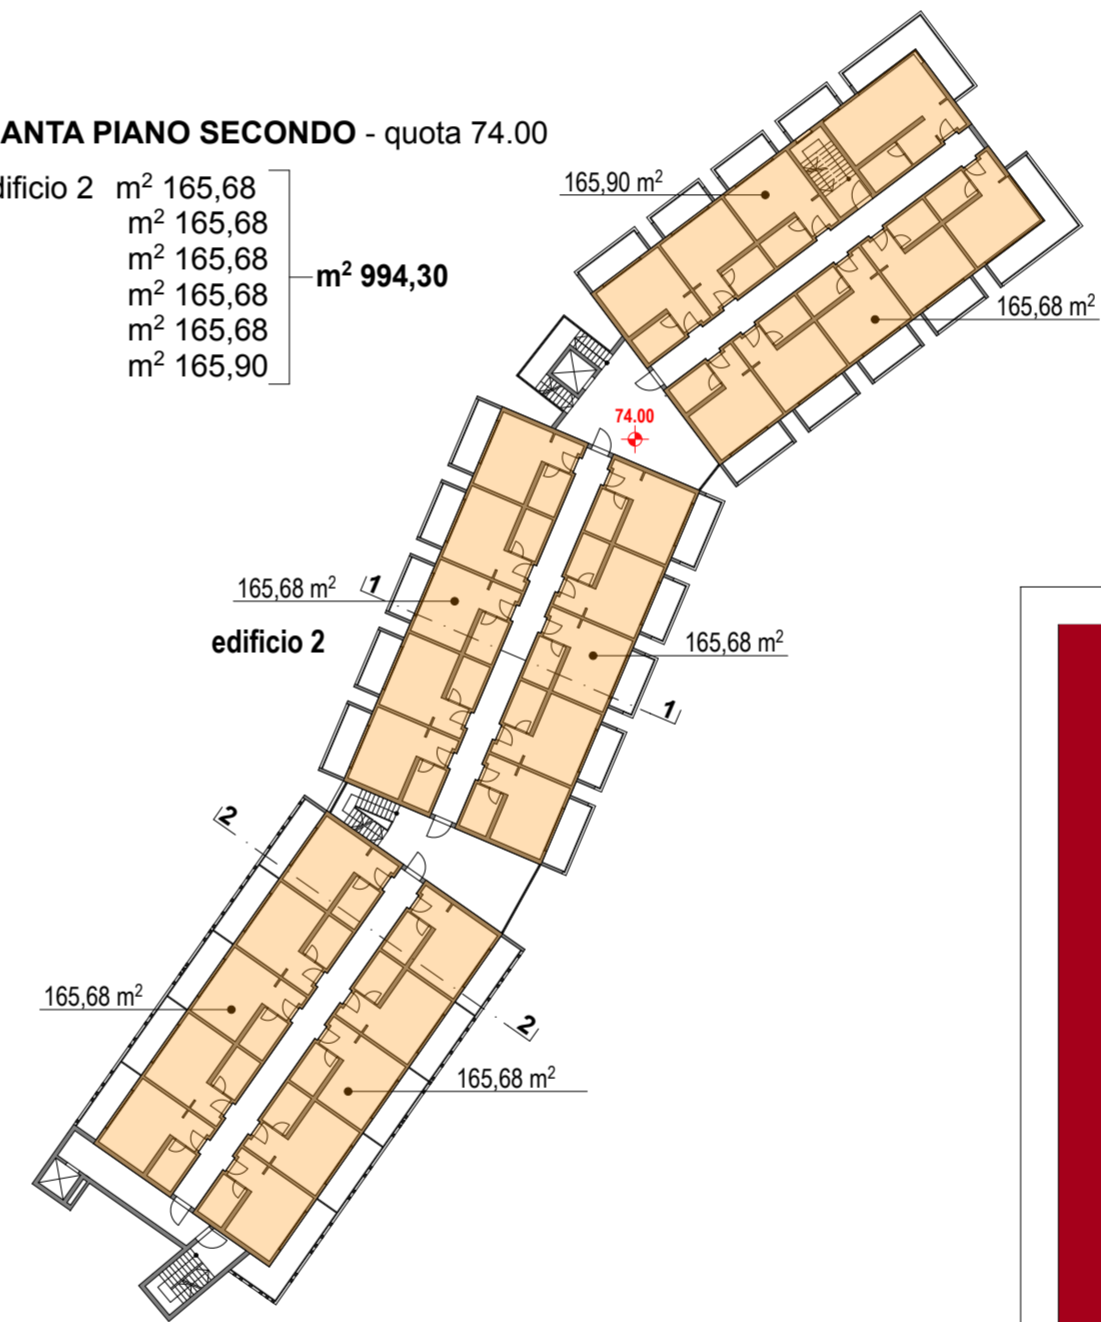 ANTA PIANO SECONDO - quota 74.00
dificio 2 m² 165,68
m² 165,68
m² 165,68
m² 165,68
m² 165,68
m² 165,90
m² 994,30
165,90 m²
165,68 m²
74.00
165,68 m²
1
edificio 2
165,68 m²
1
2
165,68 m²
2
165,68 m²